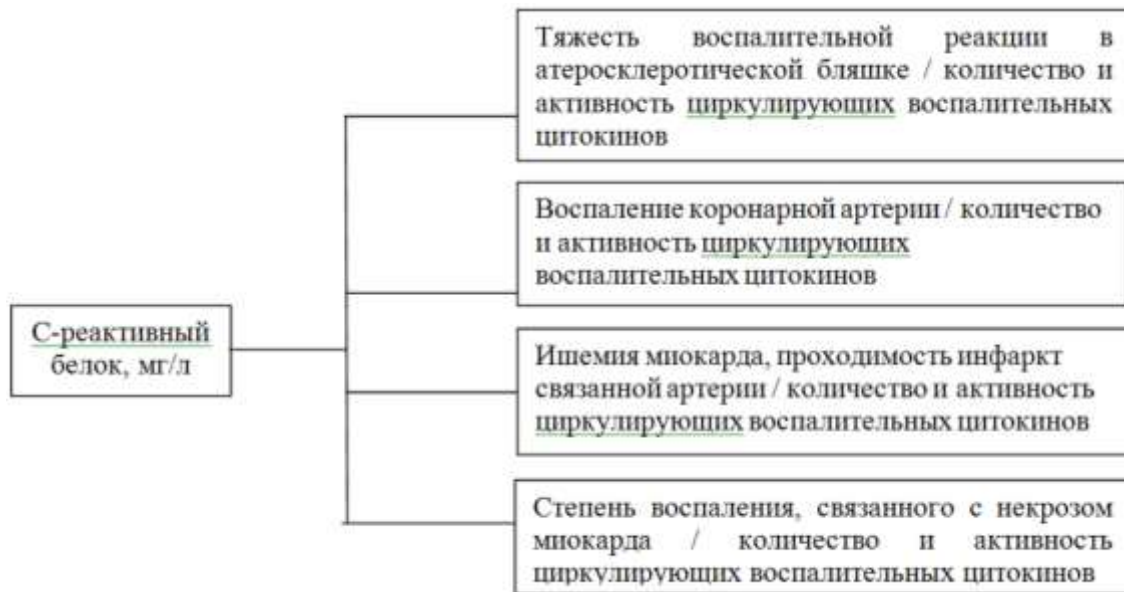 Тяжесть воспалительной реакции в
атеросклеротической бляшке / количество и
активность циркулирующих воспалительных
цитокинов
Воспаление коронарной артерии / количество
и активность циркулирующих
воспалительных цитокинов
С-реактивный
белок, мг/л
Ишемия миокарда, проходимость инфаркт
связанной артерии / количество и активность
циркулирующих воспалительных цитокинов
Степень воспаления, связанного с некрозом
миокарда / количество и активность
циркулирующих воспалительных цитокинов